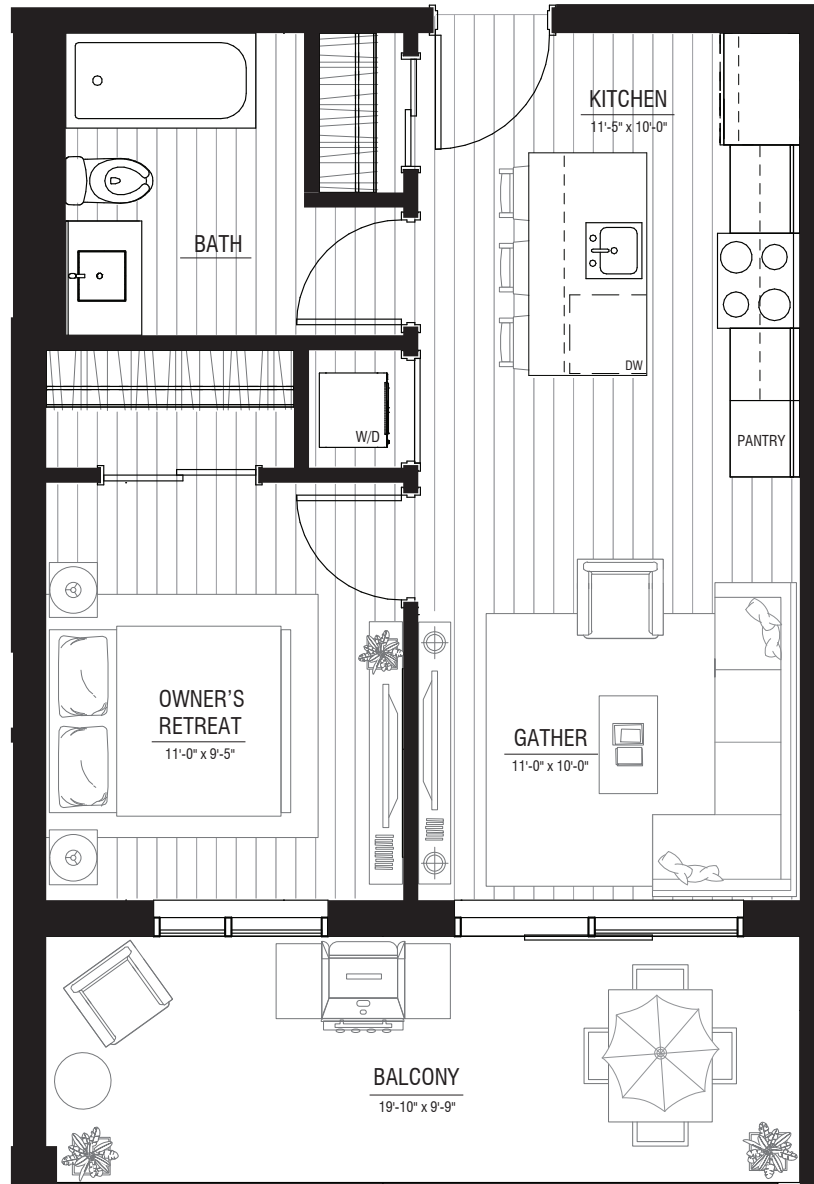 KITCHEN
11'-5" x 10'-0"
BATH
DW
W/D
PANTRY
OWNER'S
RETREAT
11'-0" x 9'-5"
GATHER
11'-0" x 10'-0"
BALCONY
19'-10" x 9'-9"